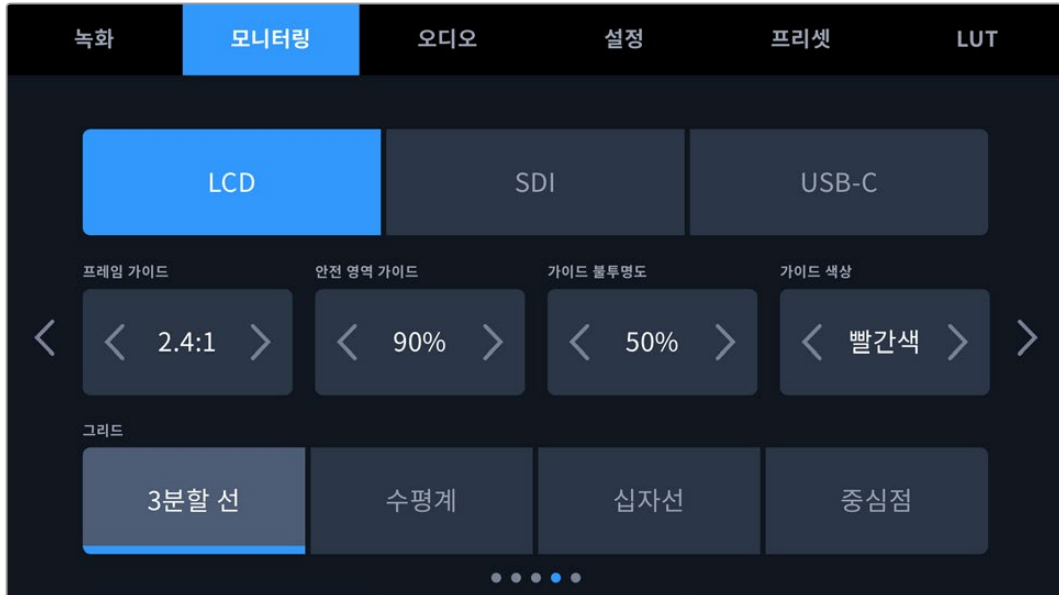 녹화 모니터링 오디오 설정 프리셋 LUT
LCD SDI USB-C
프레임 가이드 안전 영역 가이드 가이드 불투명도 가이드 색상
2.4:1 90% 50% 빨간색
그리드
3분할 선 수평계 십자선 중심점